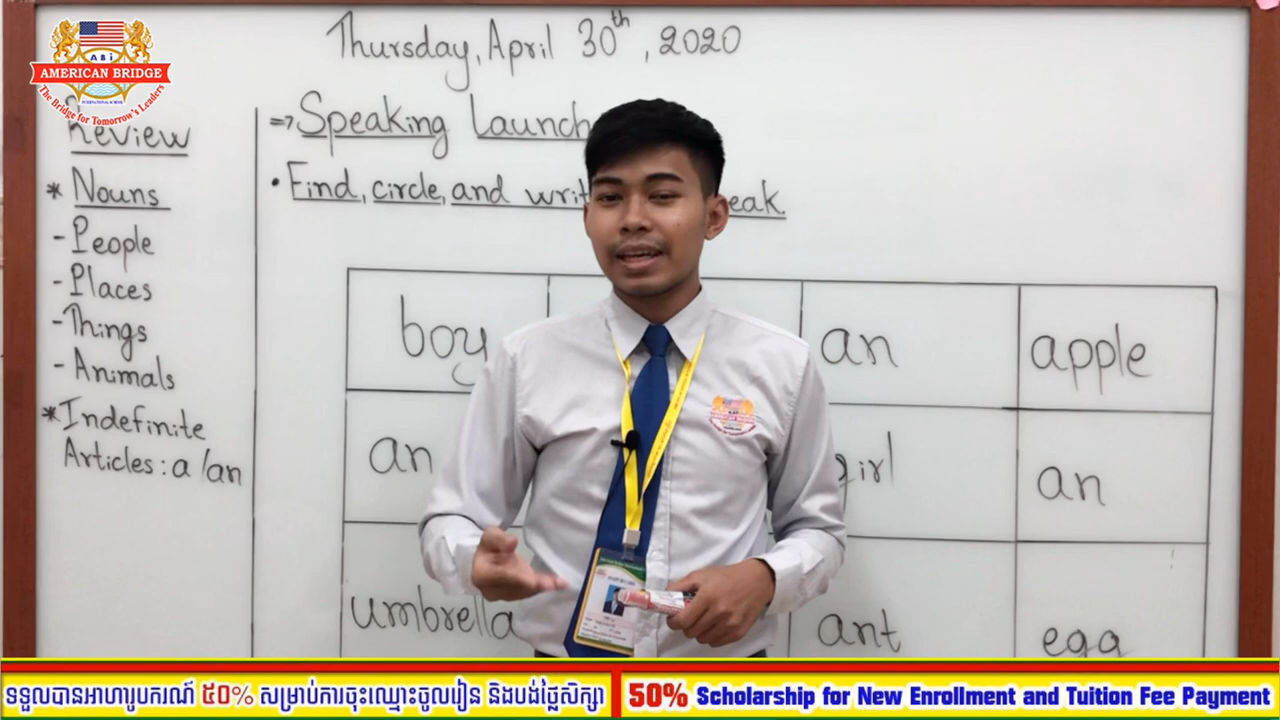 ABi
AMERICAN BRIDGE
INTERNATIONAL SCHOOL
The Bridge for Tomorrow's Leaders
Thursday, April 30th, 2020
Review
* Nouns
- People
- Places
- Things
- Animals
* Indefinite
Articles: a/an
⇒ Speaking Launch
• Find, circle, and writ eak.
boy an apple
an girl an
umbrella ant egg
ទទួលបានអាហារូបករណ៍ ៥០% សម្រាប់ការចុះឈ្មោះចូលរៀន និងបង់ថ្លៃសិក្សា
50% Scholarship for New Enrollment and Tuition Fee Payment